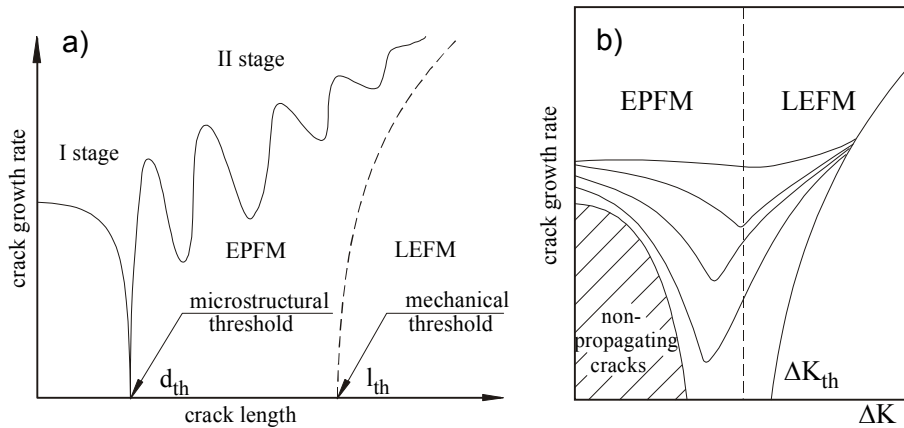 a)
II stage
I stage
crack growth rate
EPFM
LEFM
microstructural
threshold
mechanical
threshold
d_th
l_th
crack length
b)
EPFM
LEFM
crack growth rate
non-
propagating
cracks
ΔK_th
ΔK